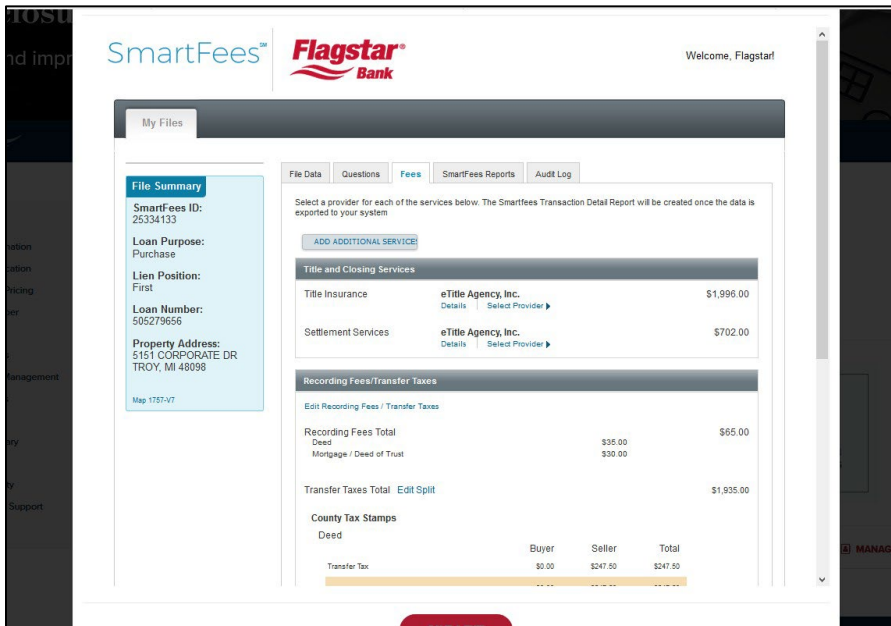 nd impr
SmartFees℠
Flagstar®
Bank
Welcome, Flagstar!
My Files
File Summary
SmartFees ID:
25334133
Loan Purpose:
Purchase
Lien Position:
First
Loan Number:
505279656
Property Address:
5151 CORPORATE DR
TROY, MI 48098
Map 1757-V7
File Data Questions Fees SmartFees Reports Audit Log
Select a provider for each of the services below. The Smartfees Transaction Detail Report will be created once the data is
exported to your system
ADD ADDITIONAL SERVICES
Title and Closing Services
Title Insurance eTitle Agency, Inc. $1,996.00
Details | Select Provider
Settlement Services eTitle Agency, Inc. $702.00
Details | Select Provider
Recording Fees/Transfer Taxes
Edit Recording Fees / Transfer Taxes
Recording Fees Total $65.00
Deed $35.00
Mortgage / Deed of Trust $30.00
Transfer Taxes Total Edit Split $1,935.00
County Tax Stamps
Deed
Buyer Seller Total
Transfer Tax $0.00 $247.50 $247.50
Management
Support
MANAG